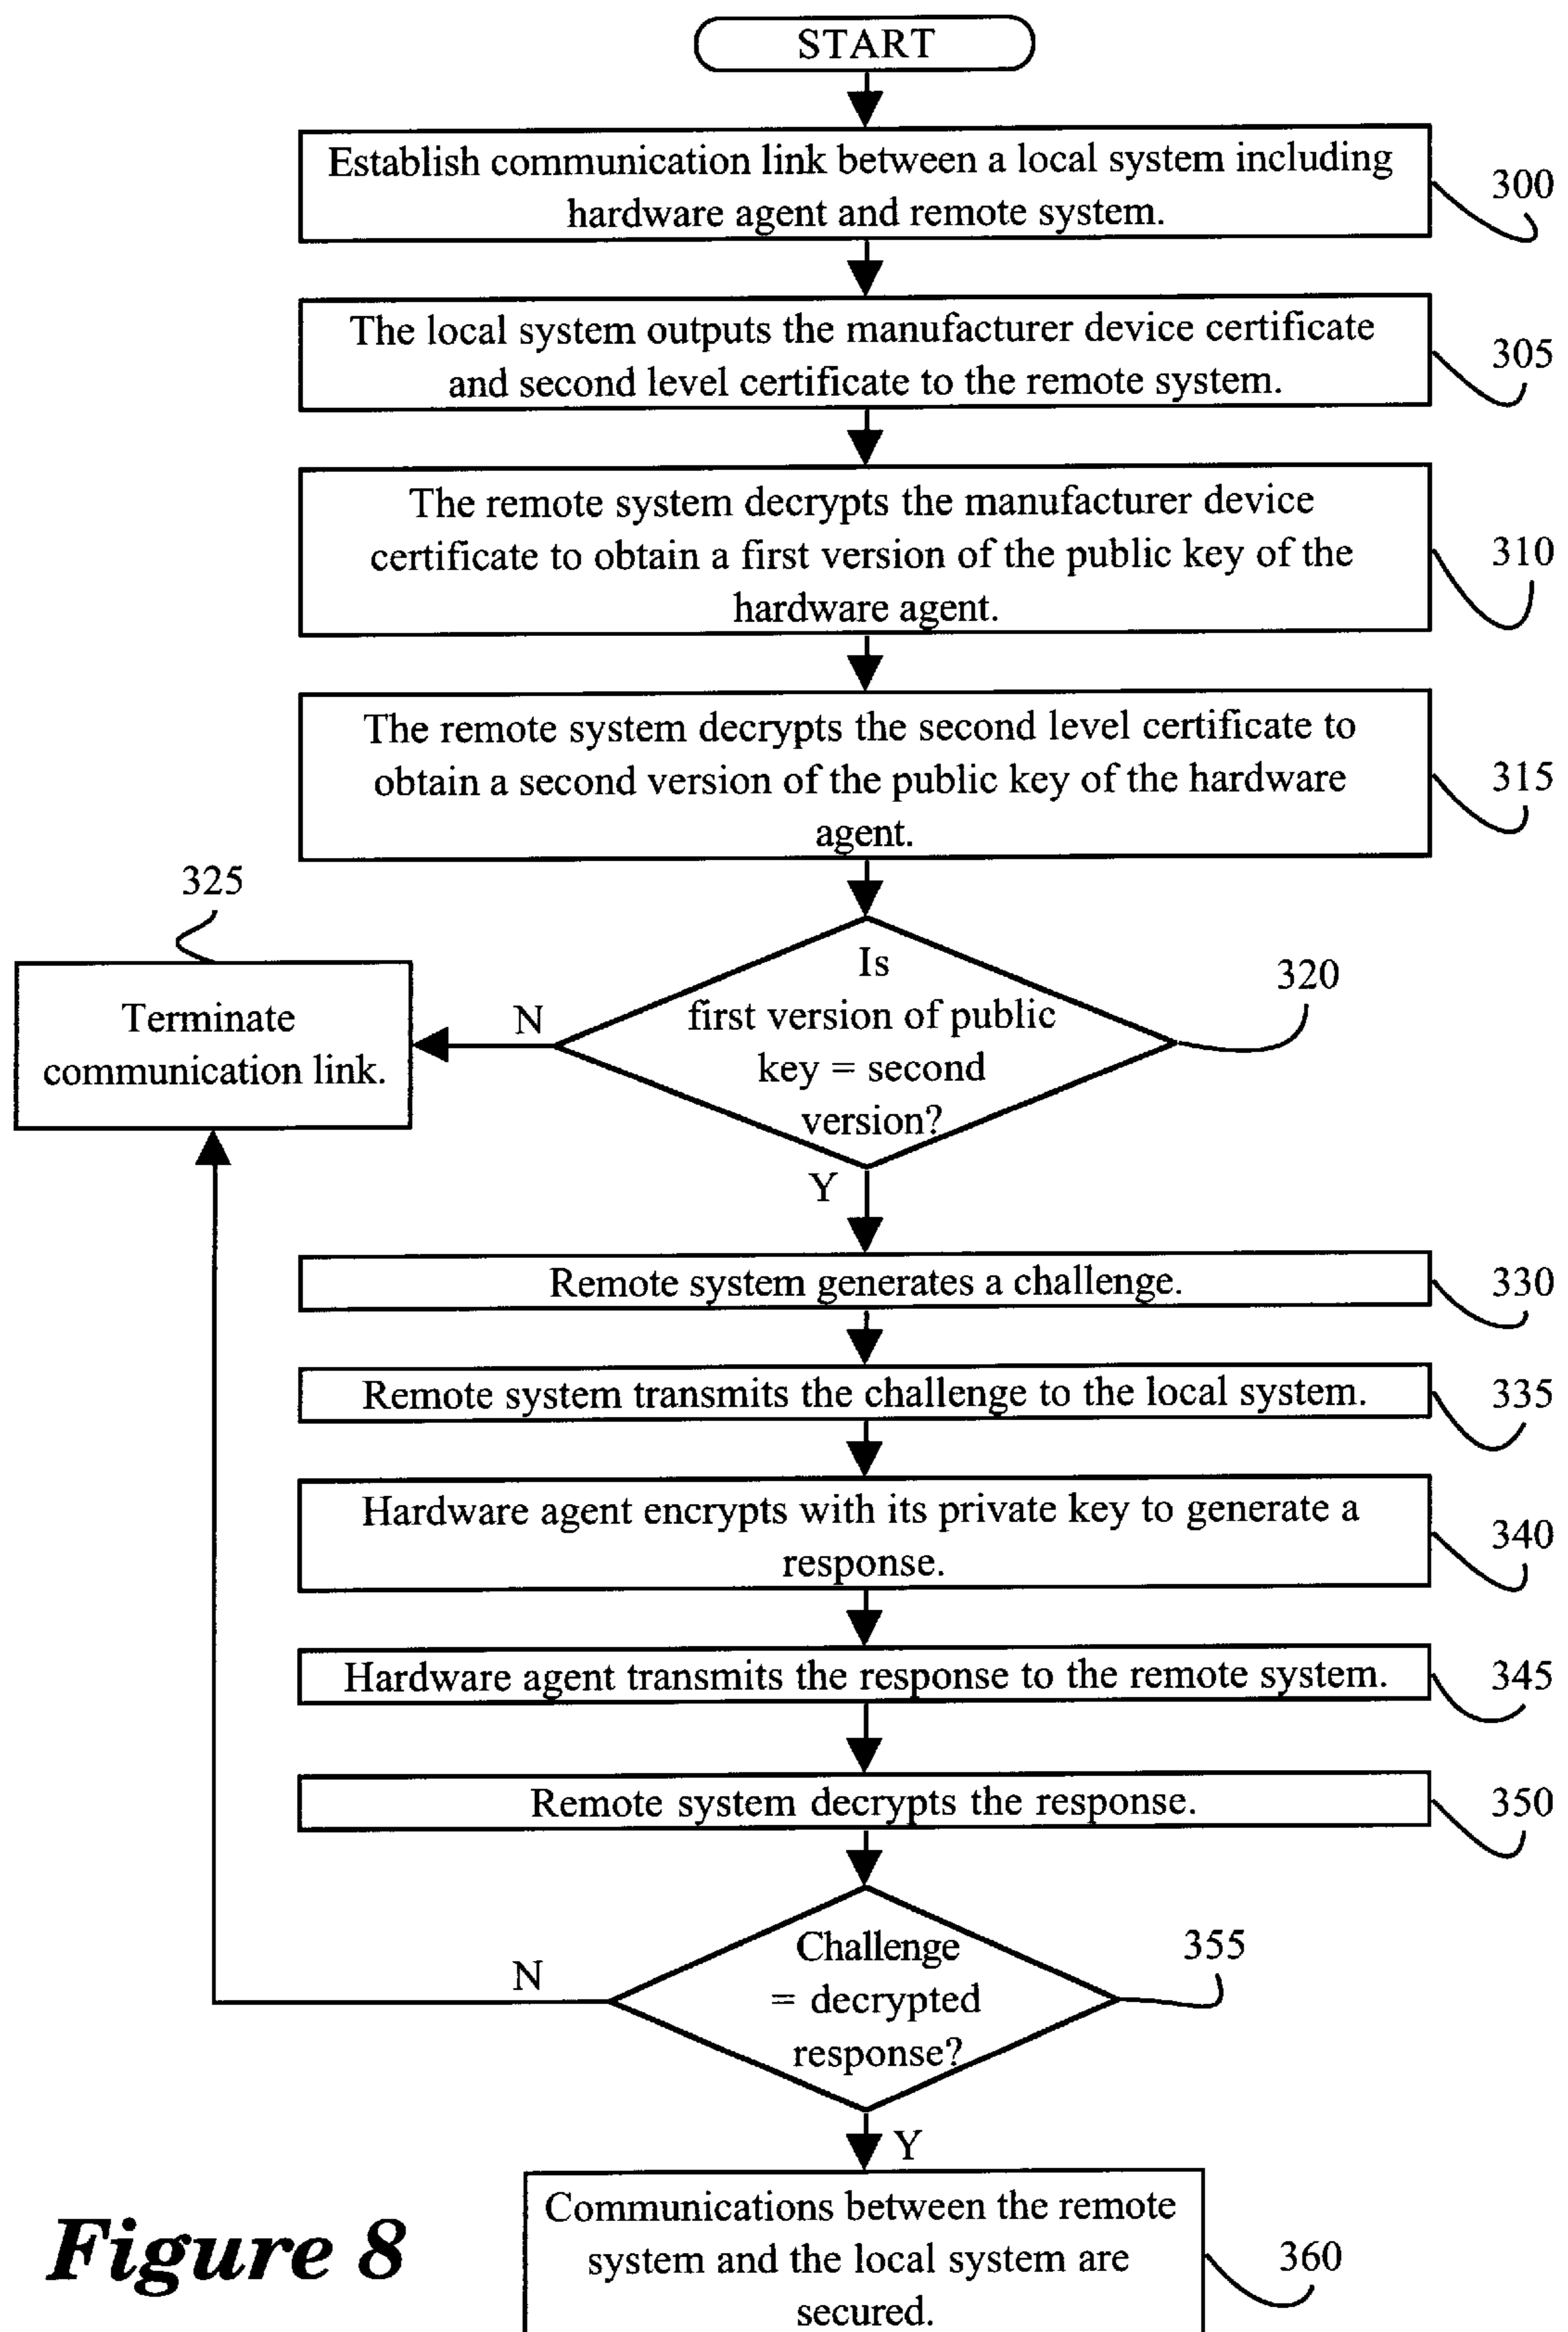 START
Establish communication link between a local system including
hardware agent and remote system.
300
The local system outputs the manufacturer device certificate
and second level certificate to the remote system.
305
The remote system decrypts the manufacturer device
certificate to obtain a first version of the public key of the
hardware agent.
310
The remote system decrypts the second level certificate to
obtain a second version of the public key of the hardware
agent.
315
325
Terminate
communication link.
N
Is
first version of public
key = second
version?
320
Y
Remote system generates a challenge.
330
Remote system transmits the challenge to the local system.
335
Hardware agent encrypts with its private key to generate a
response.
340
Hardware agent transmits the response to the remote system.
345
Remote system decrypts the response.
350
N
Challenge
= decrypted
response?
355
Y
Communications between the remote
system and the local system are
secured.
360
Figure 8